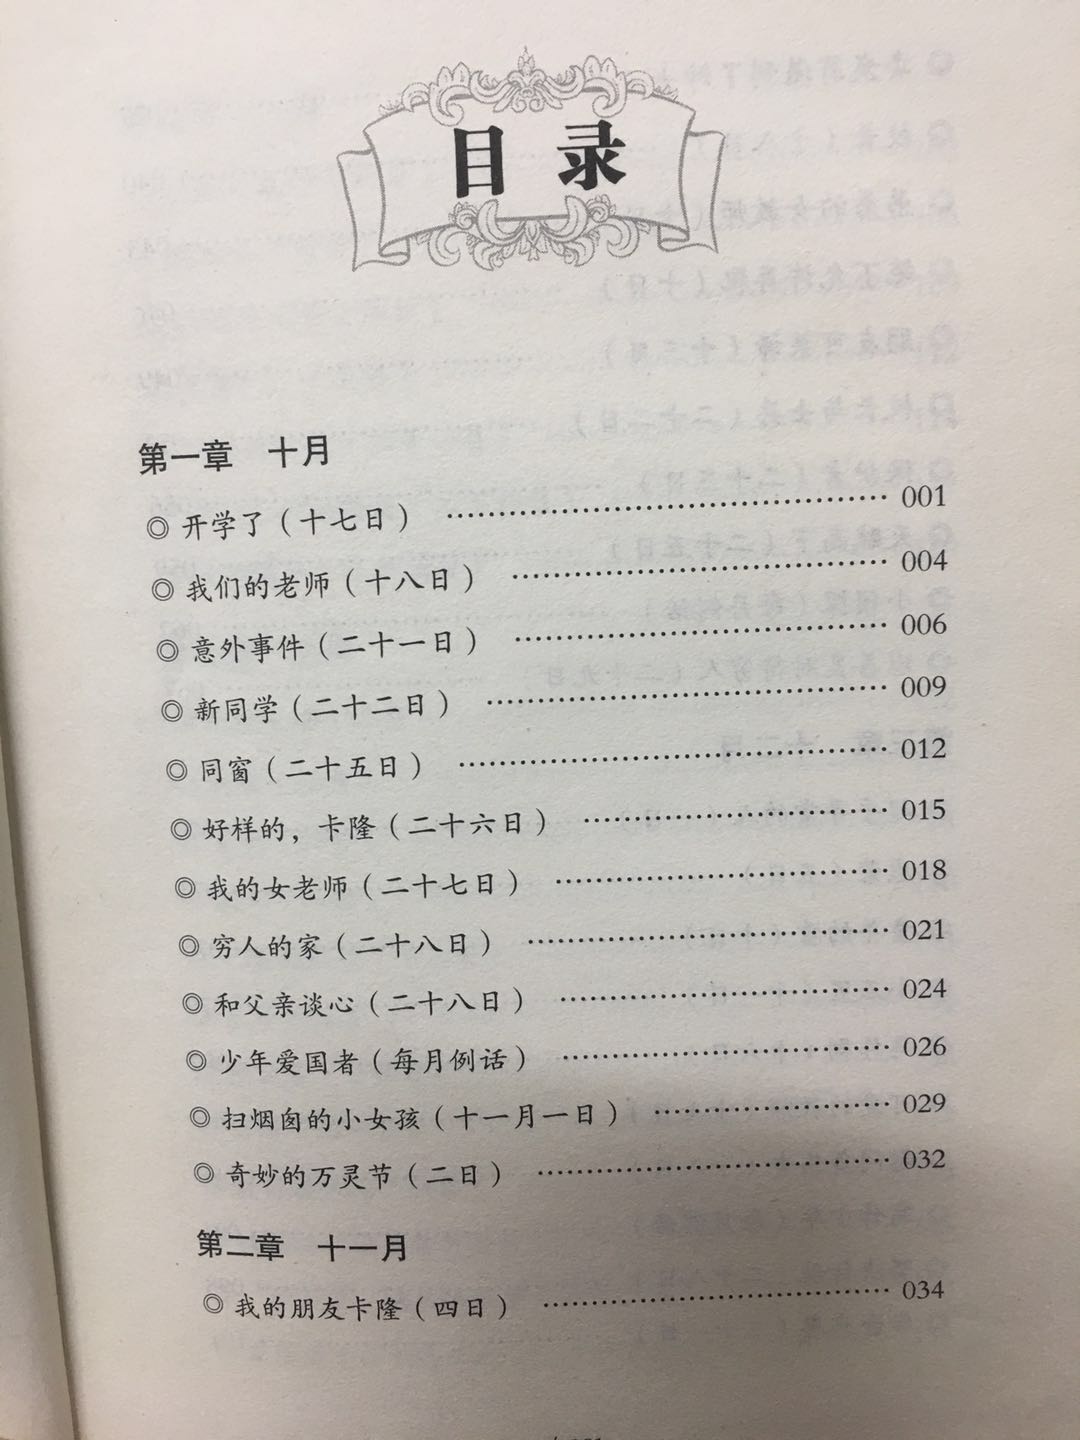 目 录
第一章 十月
◎ 开学了（十七日） ………………………………………… 001
◎ 我们的老师（十八日） ………………………………………… 004
◎ 意外事件（二十一日） ………………………………………… 006
◎ 新同学（二十二日） ………………………………………… 009
◎ 同窗（二十五日） ………………………………………… 012
◎ 好样的，卡隆（二十六日） ………………………………… 015
◎ 我的女老师（二十七日） ………………………………… 018
◎ 穷人的家（二十八日） ………………………………… 021
◎ 和父亲谈心（二十八日） ………………………………… 024
◎ 少年爱国者（每月例话） ………………………………… 026
◎ 扫烟囱的小女孩（十一月一日） ………………………… 029
◎ 奇妙的万灵节（二日） ………………………………… 032
第二章 十一月
◎ 我的朋友卡隆（四日） ………………………………… 034